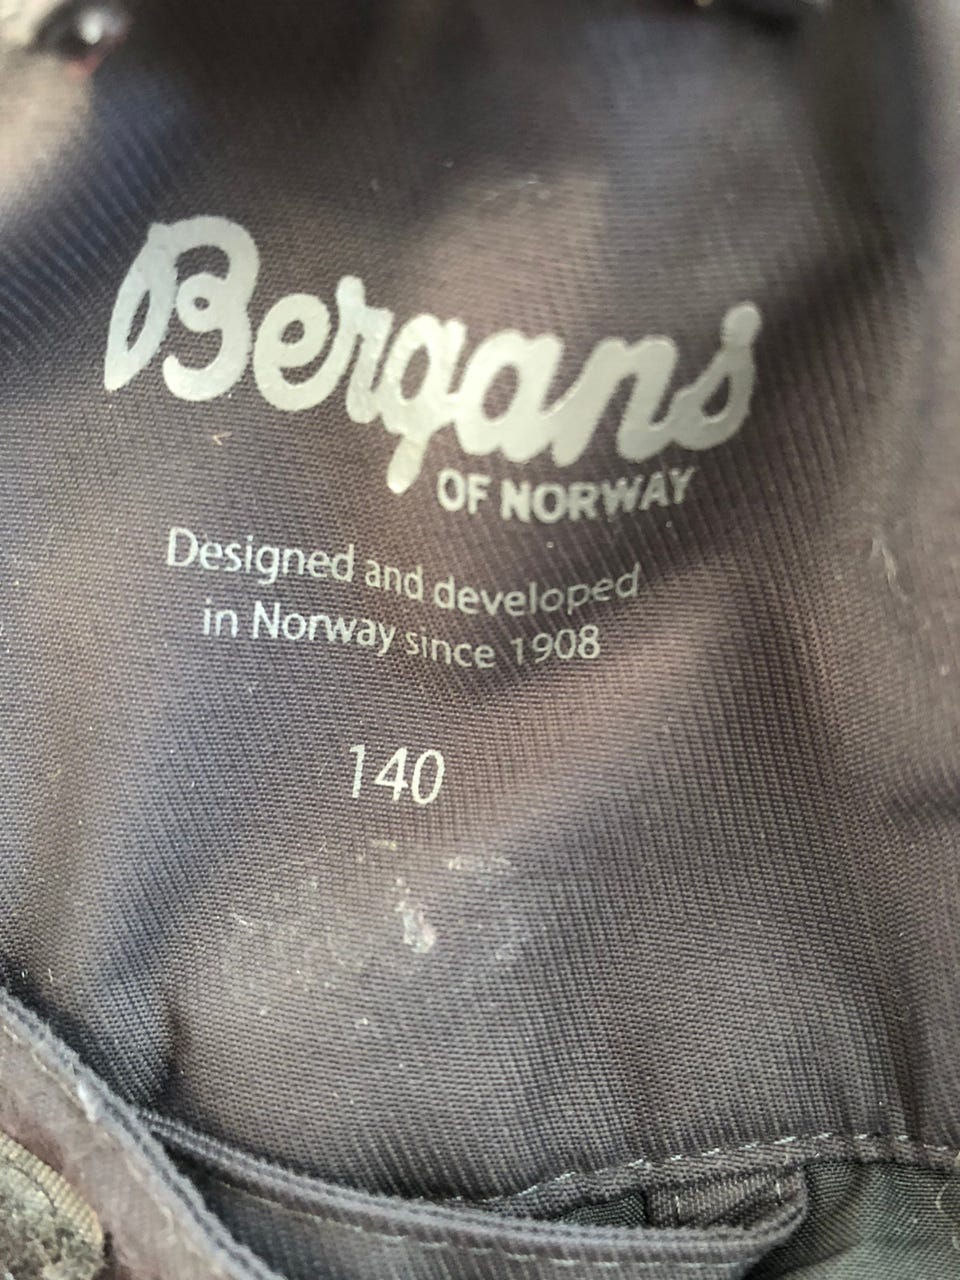 Bergans
OF NORWAY
Designed and developed
in Norway since 1908
140